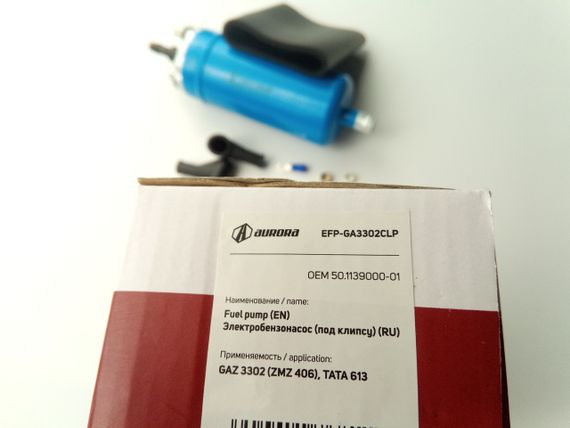 AURORA
EFP-GA3302CLP
OEM 50.1139000-01
Наименование / name:
Fuel pump (EN)
Электробензонасос (под клипсу) (RU)
Применяемость / application:
GAZ 3302 (ZMZ 406), TATA 613